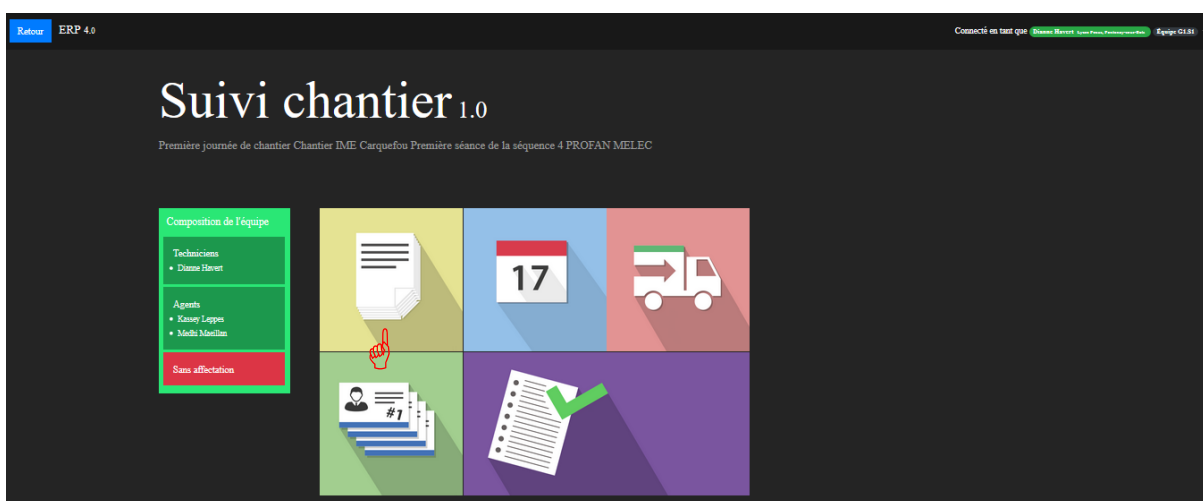 Retour ERP 4.0
Connecté en tant que Dianne Havert Équipe G1.S1
Suivi chantier 1.0
Première journée de chantier Chantier IME Carquefou Première séance de la séquence 4 PROFAN MELEC
Composition de l'équipe
Techniciens
Dianne Havert
Agents
Kassey Leppes
Medhi Maeillan
Sans affectation
17
#1